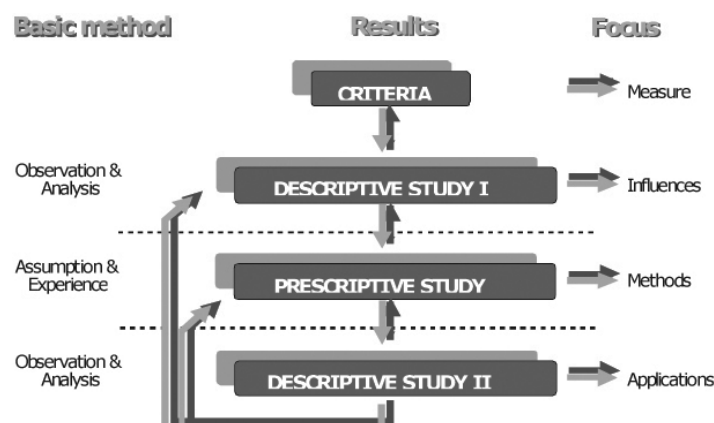 Basic method Results Focus
CRITERIA
Measure
Observation &
Analysis
DESCRIPTIVE STUDY I
Influences
Assumption &
Experience
PRESCRIPTIVE STUDY
Methods
Observation &
Analysis
DESCRIPTIVE STUDY II
Applications